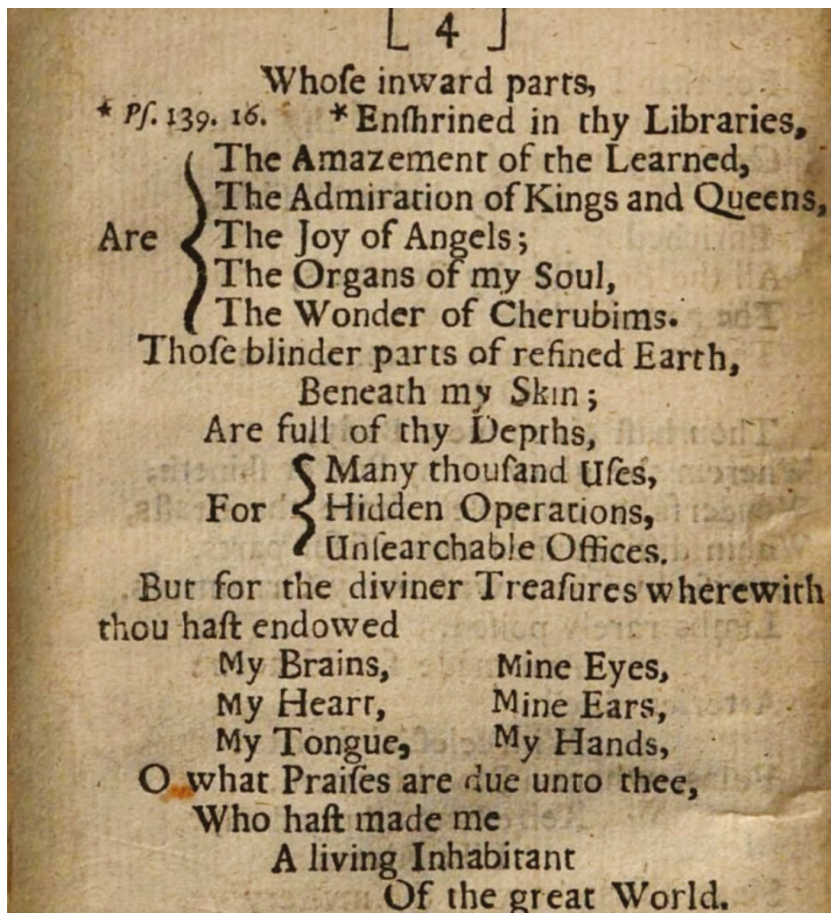 [ 4 ]
Whoſe inward parts,
* Pſ. 139. 16. * Enſhrined in thy Libraries,
The Amazement of the Learned,
The Admiration of Kings and Queens,
Are { The Joy of Angels;
The Organs of my Soul,
The Wonder of Cherubims.
Thoſe blinder parts of refined Earth,
Beneath my Skin;
Are full of thy Depths,
Many thouſand Uſes,
For { Hidden Operations,
Unſearchable Offices.
But for the diviner Treaſures wherewith
thou haſt endowed
My Brains, Mine Eyes,
My Heart, Mine Ears,
My Tongue, My Hands,
O what Praiſes are due unto thee,
Who haſt made me
A living Inhabitant
Of the great World.